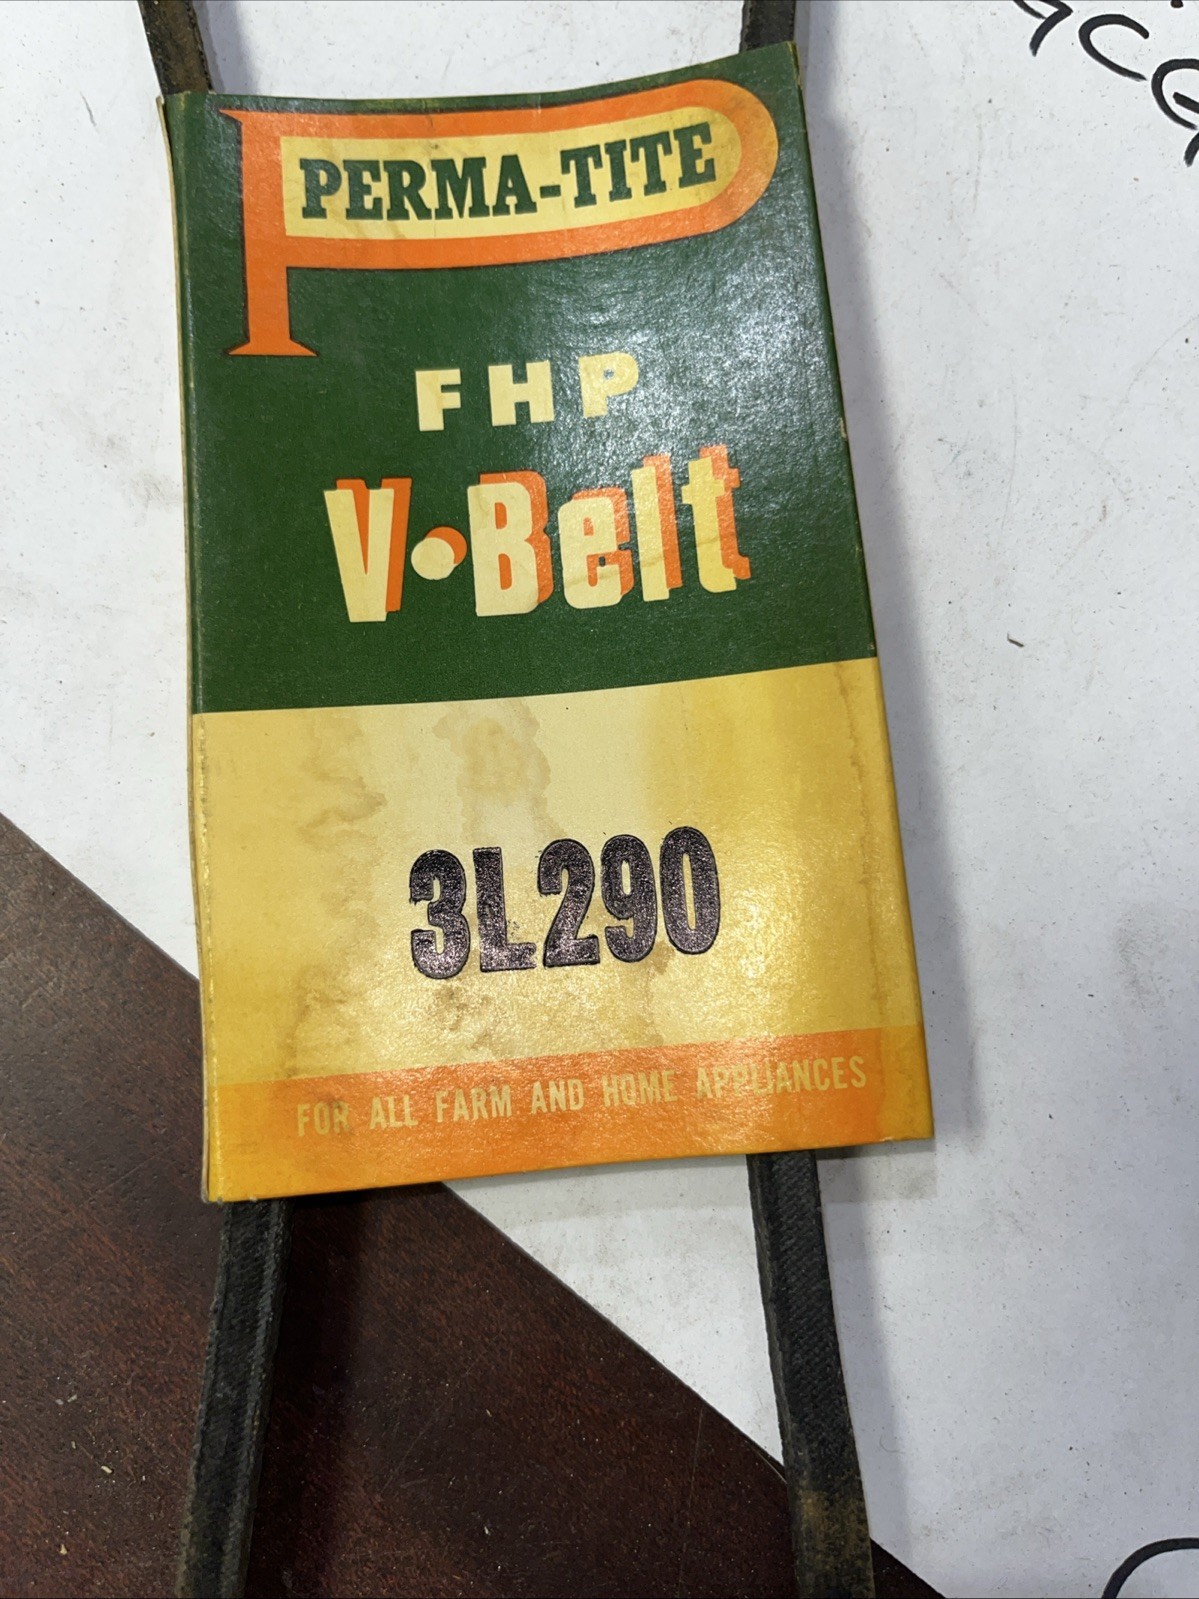 PERMA-TITE
FHP
V•Belt
3L290
FOR ALL FARM AND HOME APPLIANCES